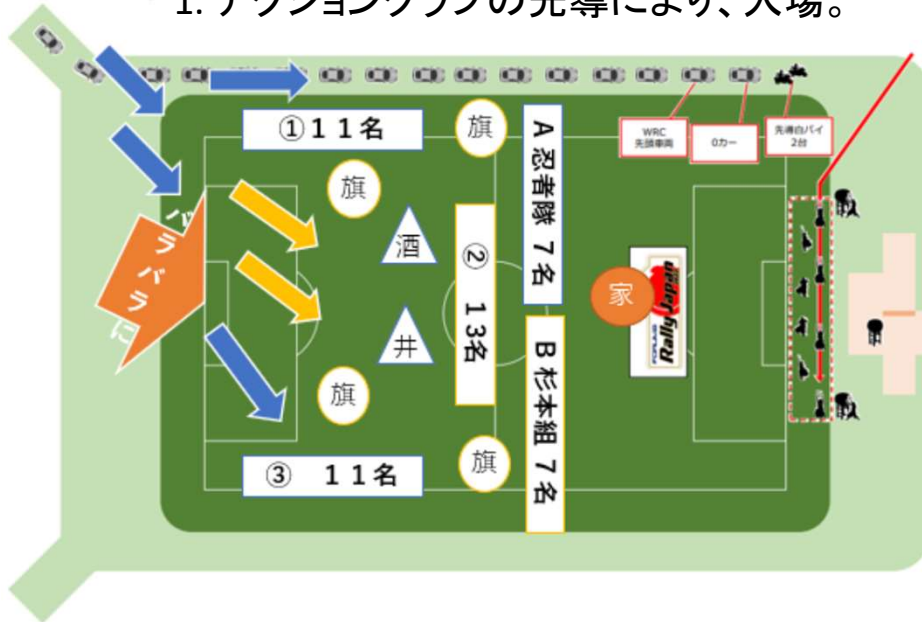 1. アクションクラブの先導により、入場。
①１１名
旗
旗
酒
②　１３名
井
旗
旗
③　１１名
A 忍者隊 ７名
B 杉本組 ７名
家
Rally Japan
バラバラに
WRC
先頭車両
0カー
先導白バイ
2台